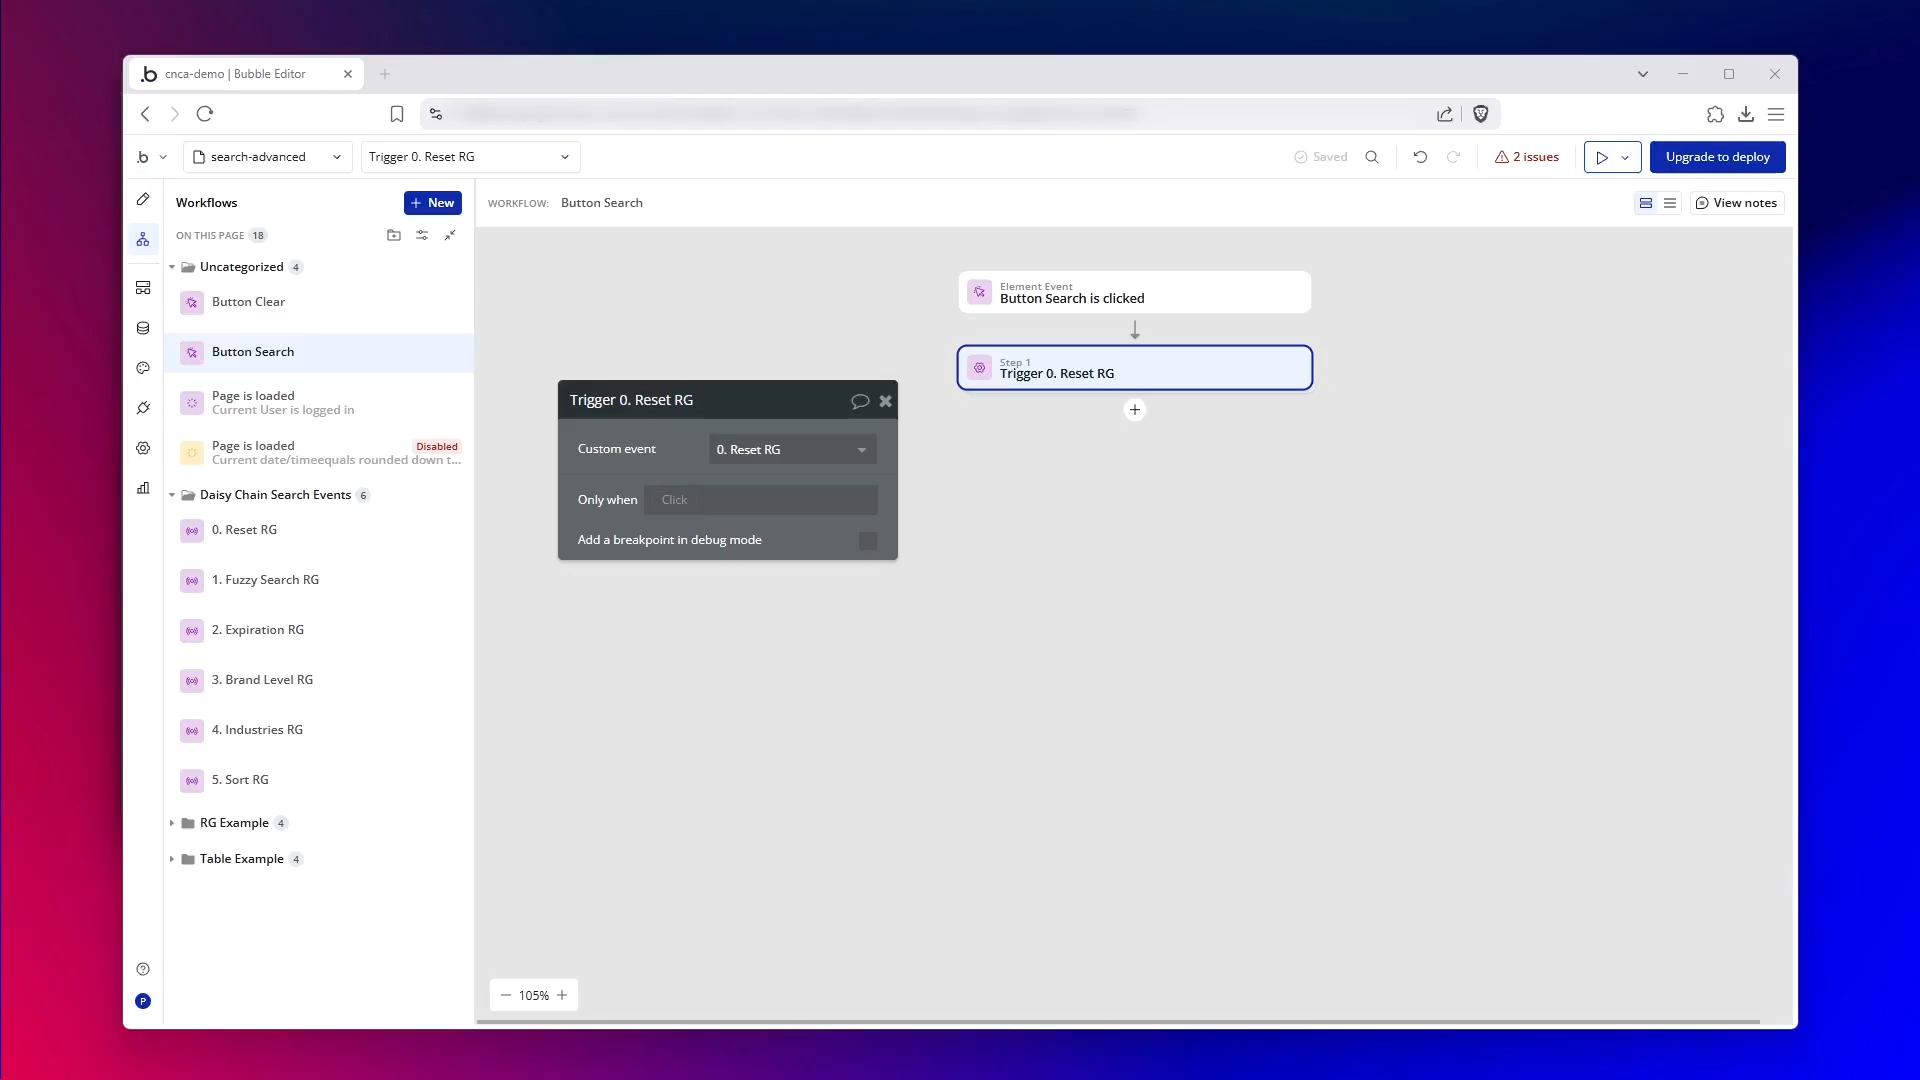 cnca-demo | Bubble Editor
search-advanced
Trigger 0. Reset RG
Saved
2 issues
Upgrade to deploy
Workflows
New
WORKFLOW: Button Search
View notes
ON THIS PAGE 18
Uncategorized 4
Button Clear
Button Search
Page is loaded
Current User is logged in
Page is loaded
Disabled
Current date/timeequals rounded down t...
Daisy Chain Search Events 6
0. Reset RG
1. Fuzzy Search RG
2. Expiration RG
3. Brand Level RG
4. Industries RG
5. Sort RG
RG Example 4
Table Example 4
P
Element Event
Button Search is clicked
Step 1
Trigger 0. Reset RG
Trigger 0. Reset RG
Custom event
0. Reset RG
Only when
Click
Add a breakpoint in debug mode
105%